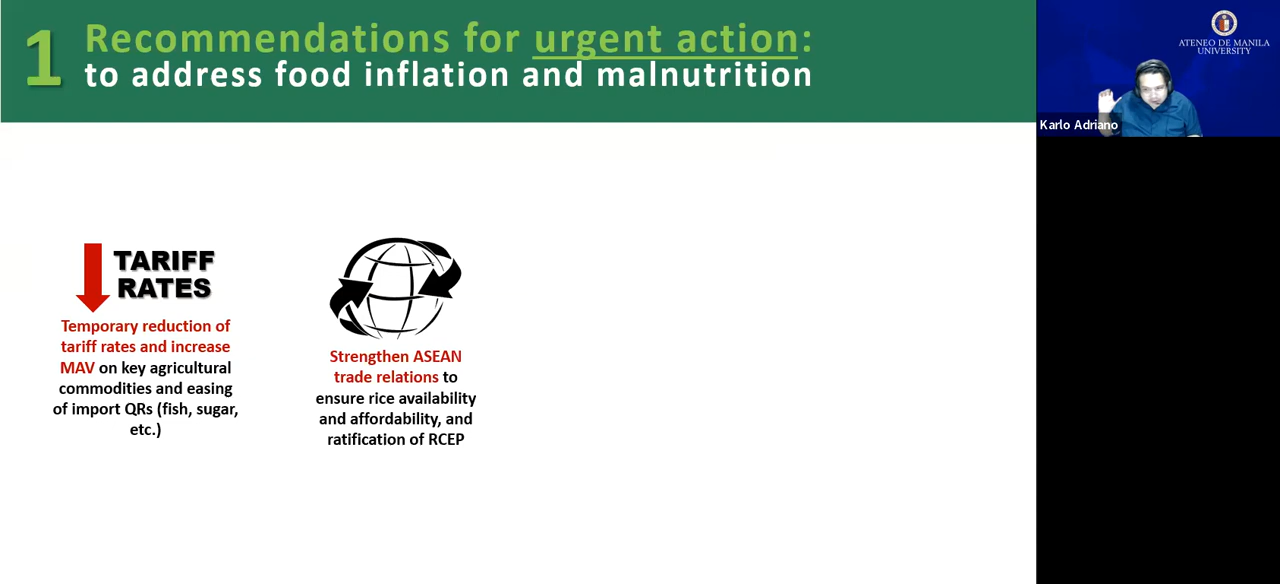 1
Recommendations for urgent action:
to address food inflation and malnutrition
TARIFF
RATES
Temporary reduction of
tariff rates and increase
MAV on key agricultural
commodities and easing
of import QRs (fish, sugar,
etc.)
Strengthen ASEAN
trade relations to
ensure rice availability
and affordability, and
ratification of RCEP
ATENEO DE MANILA
UNIVERSITY
Karlo Adriano